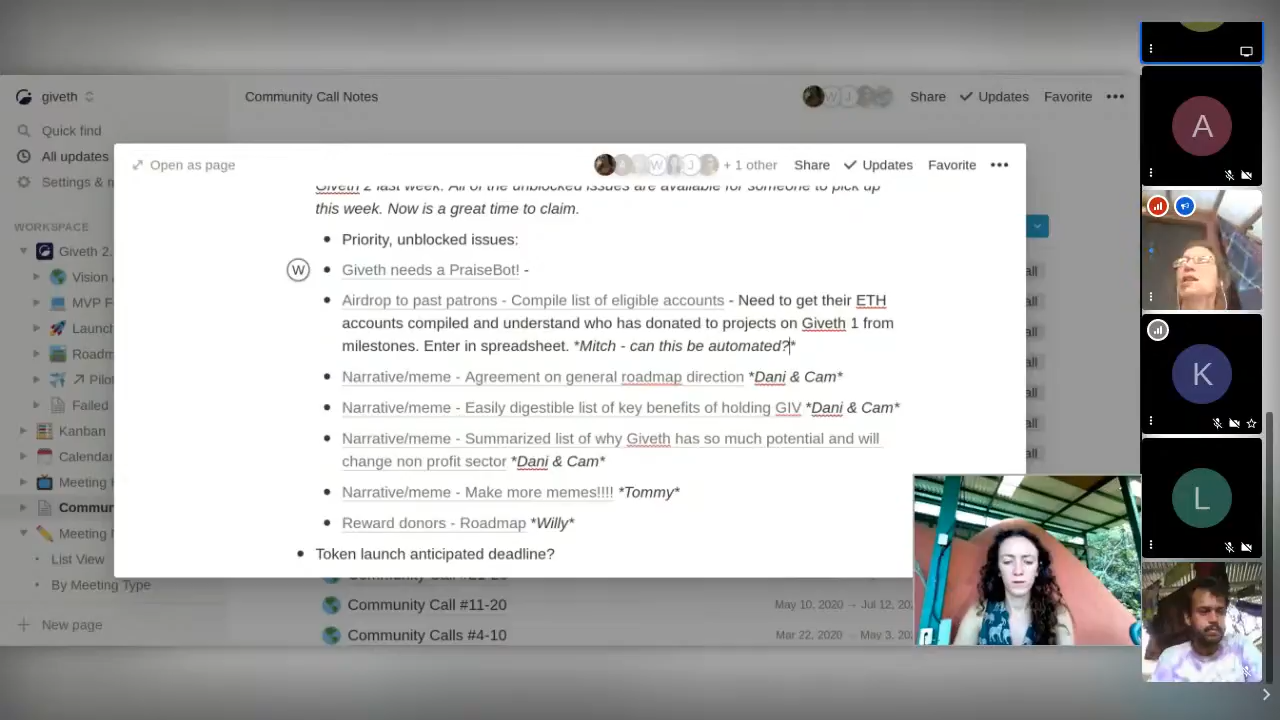 giveth
Quick find
All updates
Settings & m
WORKSPACE
Giveth 2.
Vision
MVP F
Launch
Roadm
Pilot
Failed
Kanban
Calendar
Meeting
Commur
Meeting
List View
By Meeting Type
New page
Community Call Notes
W J
Share
Updates
Favorite
Open as page
W J
+ 1 other
Share
Updates
Favorite
Giveth 2 last week. All of the unblocked issues are available for someone to pick up
this week. Now is a great time to claim.
Priority, unblocked issues:
W
Giveth needs a PraiseBot! -
Airdrop to past patrons - Compile list of eligible accounts - Need to get their ETH
accounts compiled and understand who has donated to projects on Giveth 1 from
milestones. Enter in spreadsheet. *Mitch - can this be automated?*
Narrative/meme - Agreement on general roadmap direction *Dani & Cam*
Narrative/meme - Easily digestible list of key benefits of holding GIV *Dani & Cam*
Narrative/meme - Summarized list of why Giveth has so much potential and will
change non profit sector *Dani & Cam*
Narrative/meme - Make more memes!!!! *Tommy*
Reward donors - Roadmap *Willy*
Token launch anticipated deadline?
Community Call #11-20
May 10, 2020 → Jul 12, 20
Community Calls #4-10
Mar 22, 2020 → May 3, 20
A
K
L